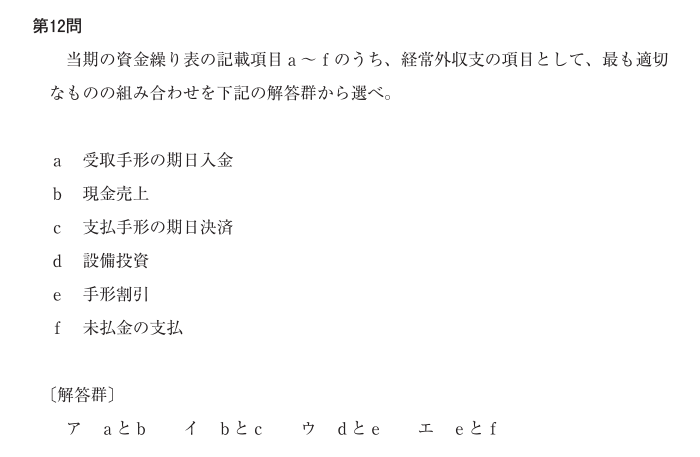 第12問
当期の資金繰り表の記載項目ａ～ｆのうち、経常外収支の項目として、最も適切
なものの組み合わせを下記の解答群から選べ。
ａ　受取手形の期日入金
ｂ　現金売上
ｃ　支払手形の期日決済
ｄ　設備投資
ｅ　手形割引
ｆ　未払金の支払
〔解答群〕
ア　ａとｂ　　イ　ｂとｃ　　ウ　ｄとｅ　　エ　ｅとｆ